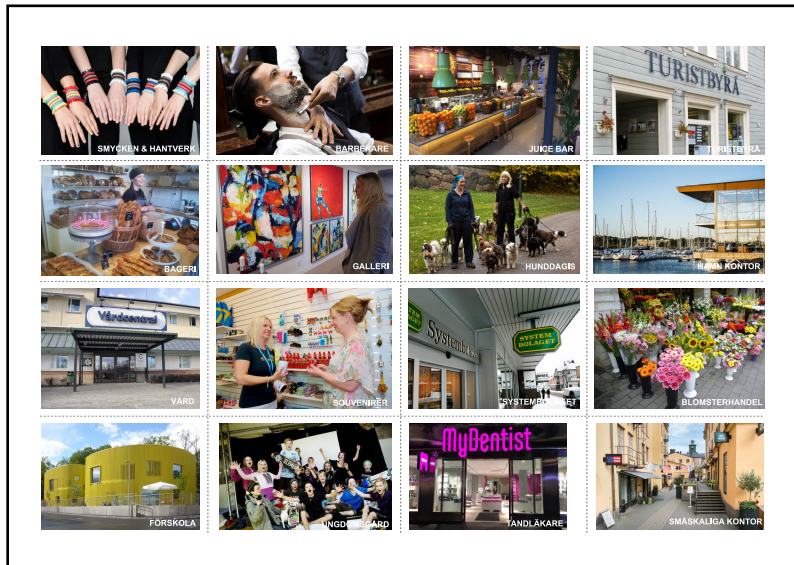 SMYCKEN & HANTVERK
BARBERARE
JUICE BAR
TURISTBYRÅ
TURISTBYRÅ
BAGERI
GALLERI
HUNDDAGIS
HAMN KONTOR
Vårdcentral
VÅRD
SOUVENIRER
Systembolaget
SYSTEM
BOLAGET
SYSTEMBOLAGET
BLOMSTERHANDEL
FÖRSKOLA
UNGDOMSGÅRD
MyDentist
TANDLÄKARE
SMÅSKALIGA KONTOR